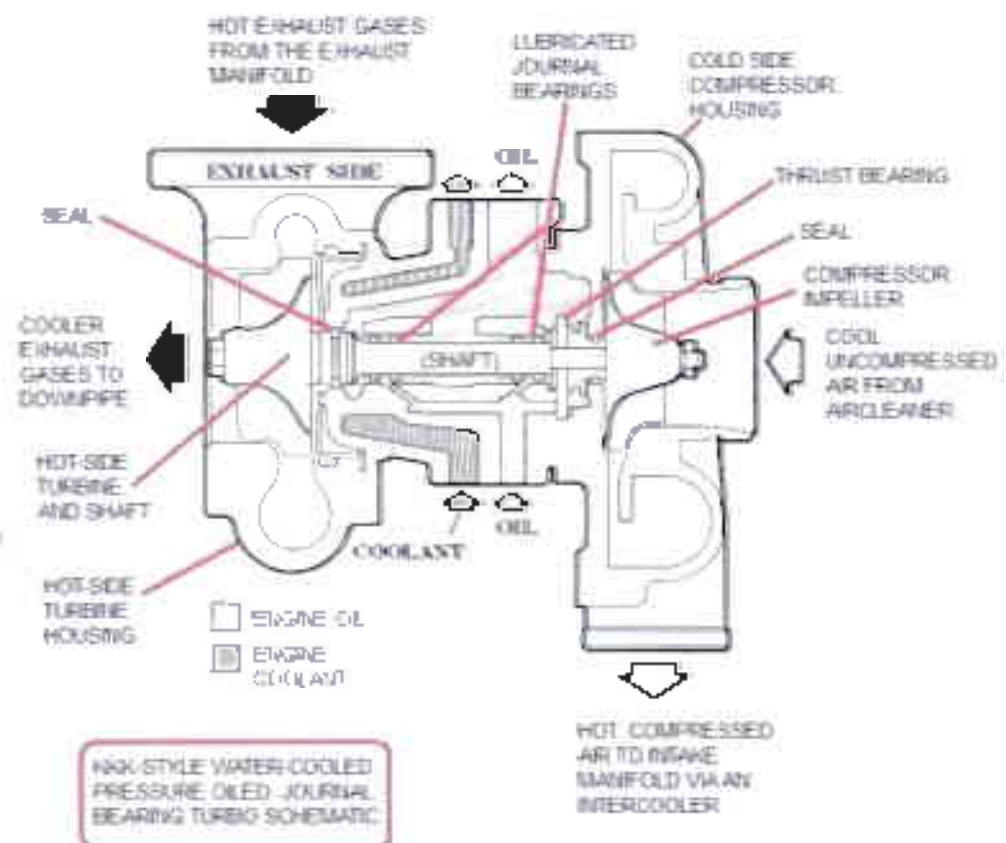 HOT EXHAUST GASES
FROM THE EXHAUST
MANIFOLD
LUBRICATED
JOURNAL
BEARINGS
COLD SIDE
COMPRESSOR
HOUSING
EXHAUST SIDE
OIL
THRUST BEARING
SEAL
SEAL
COMPRESSOR
IMPELLER
COOLER
EXHAUST
GASES TO
DOWNPIPE
(SHAFT)
COOL
UNCOMPRESSED
AIR FROM
AIRCLEANER
HOT-SIDE
TURBINE
AND SHAFT
COOLANT
OIL
HOT-SIDE
TURBINE
HOUSING
ENGINE OIL
ENGINE
COOLANT
HOT COMPRESSED
AIR TO INTAKE
MANIFOLD VIA AN
INTERCOOLER
KKK-STYLE WATER-COOLED
PRESSURE OILED JOURNAL
BEARING TURBO SCHEMATIC